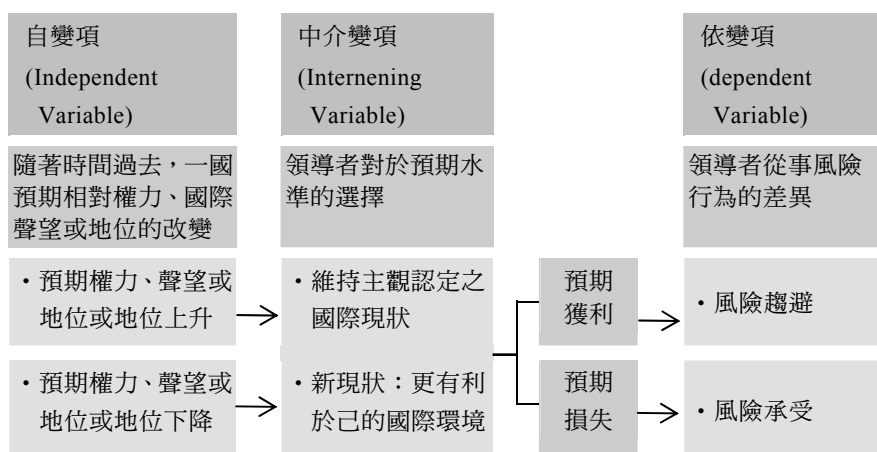 自變項
(Independent
Variable)
中介變項
(Internening
Variable)
依變項
(dependent
Variable)
隨著時間過去，一國
預期相對權力、國際
聲望或地位的改變
領導者對於預期水
準的選擇
領導者從事風險
行為的差異
・預期權力、聲望或
地位或地位上升
・維持主觀認定之
國際現狀
預期
獲利
・風險趨避
・預期權力、聲望或
地位或地位下降
・新現狀：更有利
於己的國際環境
預期
損失
・風險承受